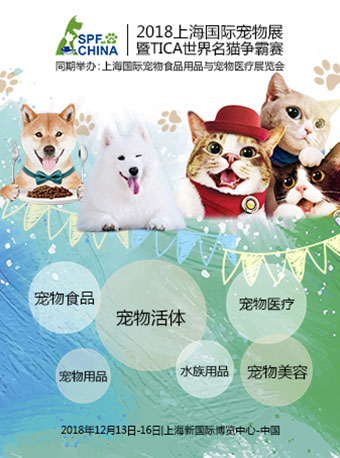 SPF
CHINA
2018上海国际宠物展
暨TICA世界名猫争霸赛
同期举办:上海国际宠物食品用品与宠物医疗展览会
宠物食品
宠物活体
宠物医疗
宠物用品
水族用品
宠物美容
2018年12月13日-16日|上海新国际博览中心-中国